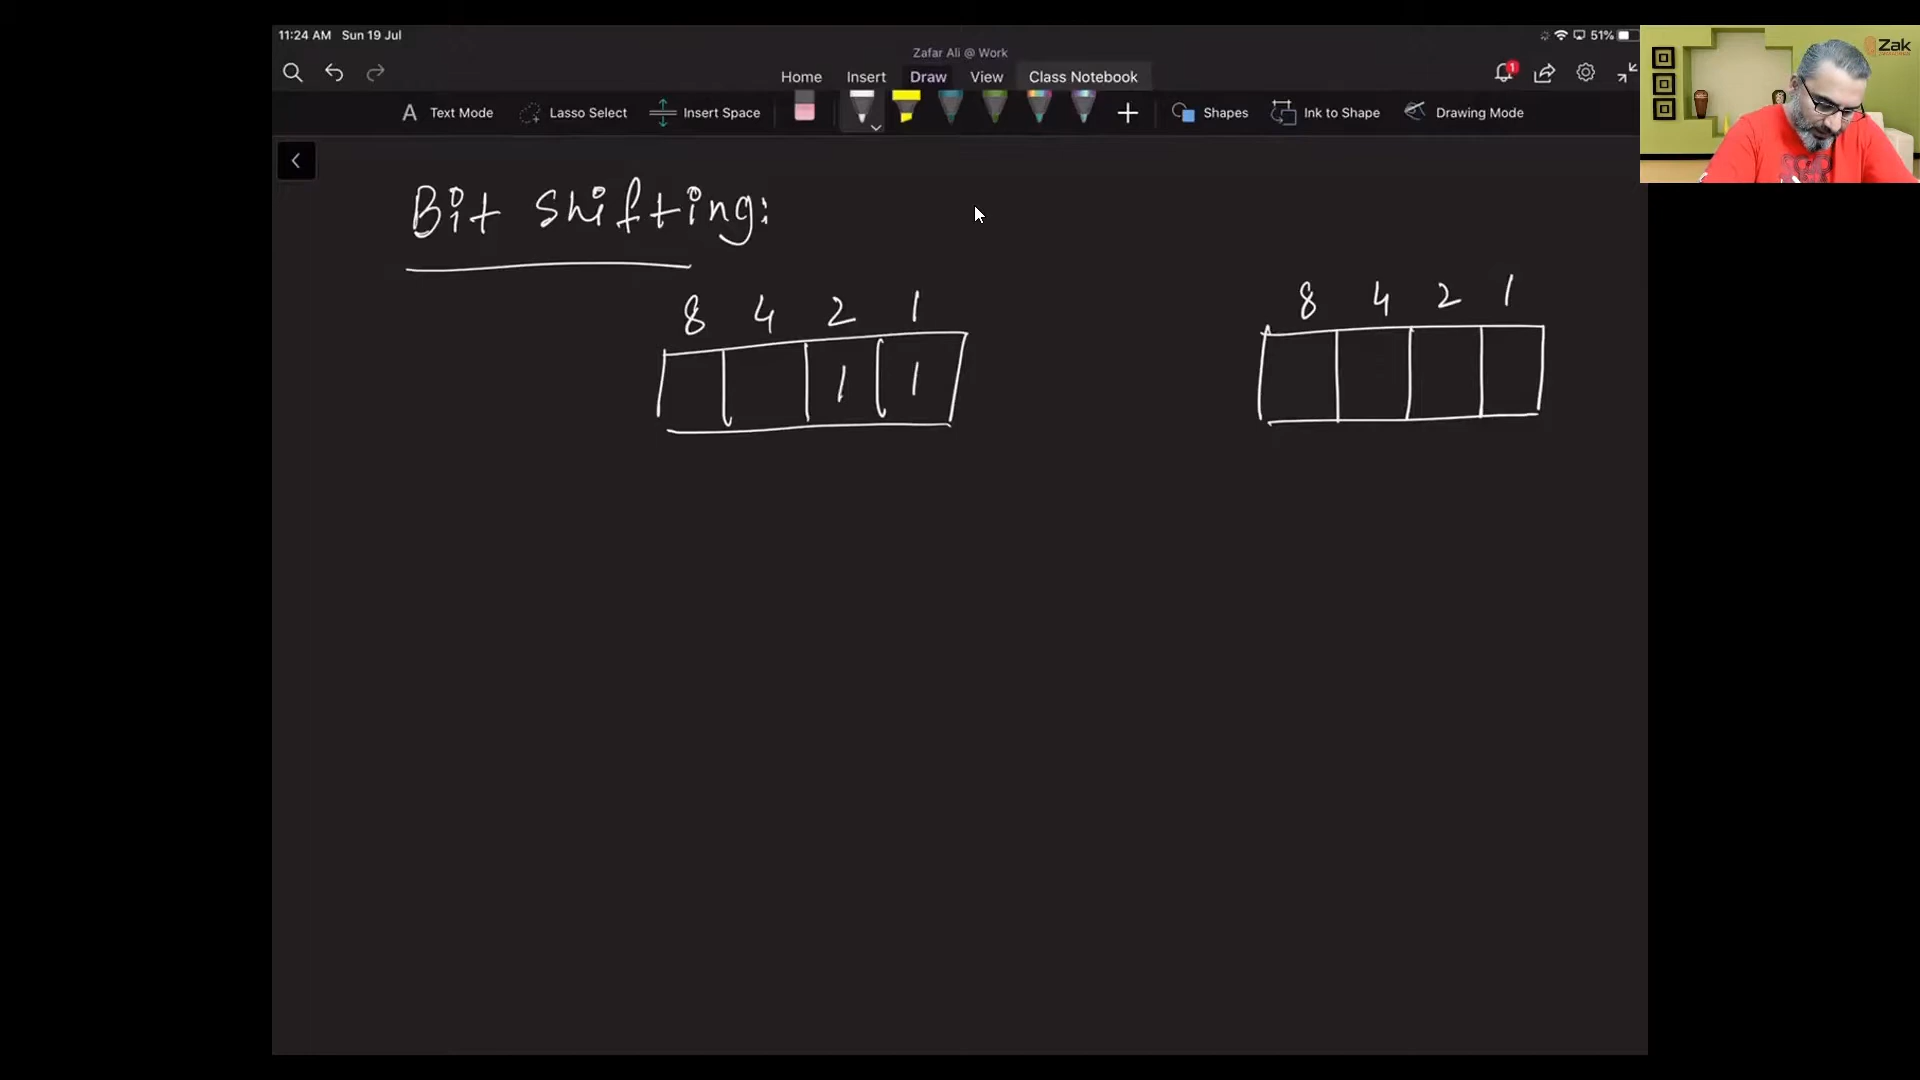 11:24 AM Sun 19 Jul
51%
Zafar Ali @ Work
Home Insert Draw View Class Notebook
1
A Text Mode Lasso Select Insert Space Shapes Ink to Shape Drawing Mode
Zak
Bit Shifting:
8 4 2 1
1 1
8 4 2 1